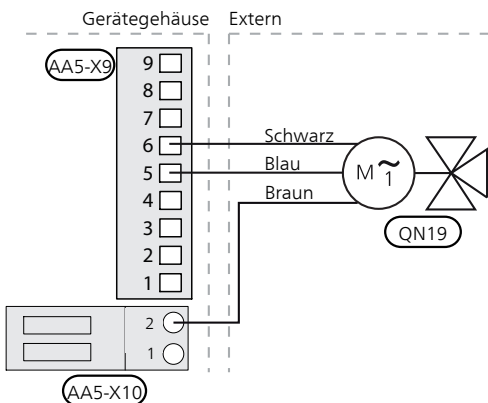 Gerätegehäuse Extern
AA5-X9
9
8
7
6
5
4
3
2
1
Schwarz
Blau
Braun
M ~
1
QN19
2
1
AA5-X10